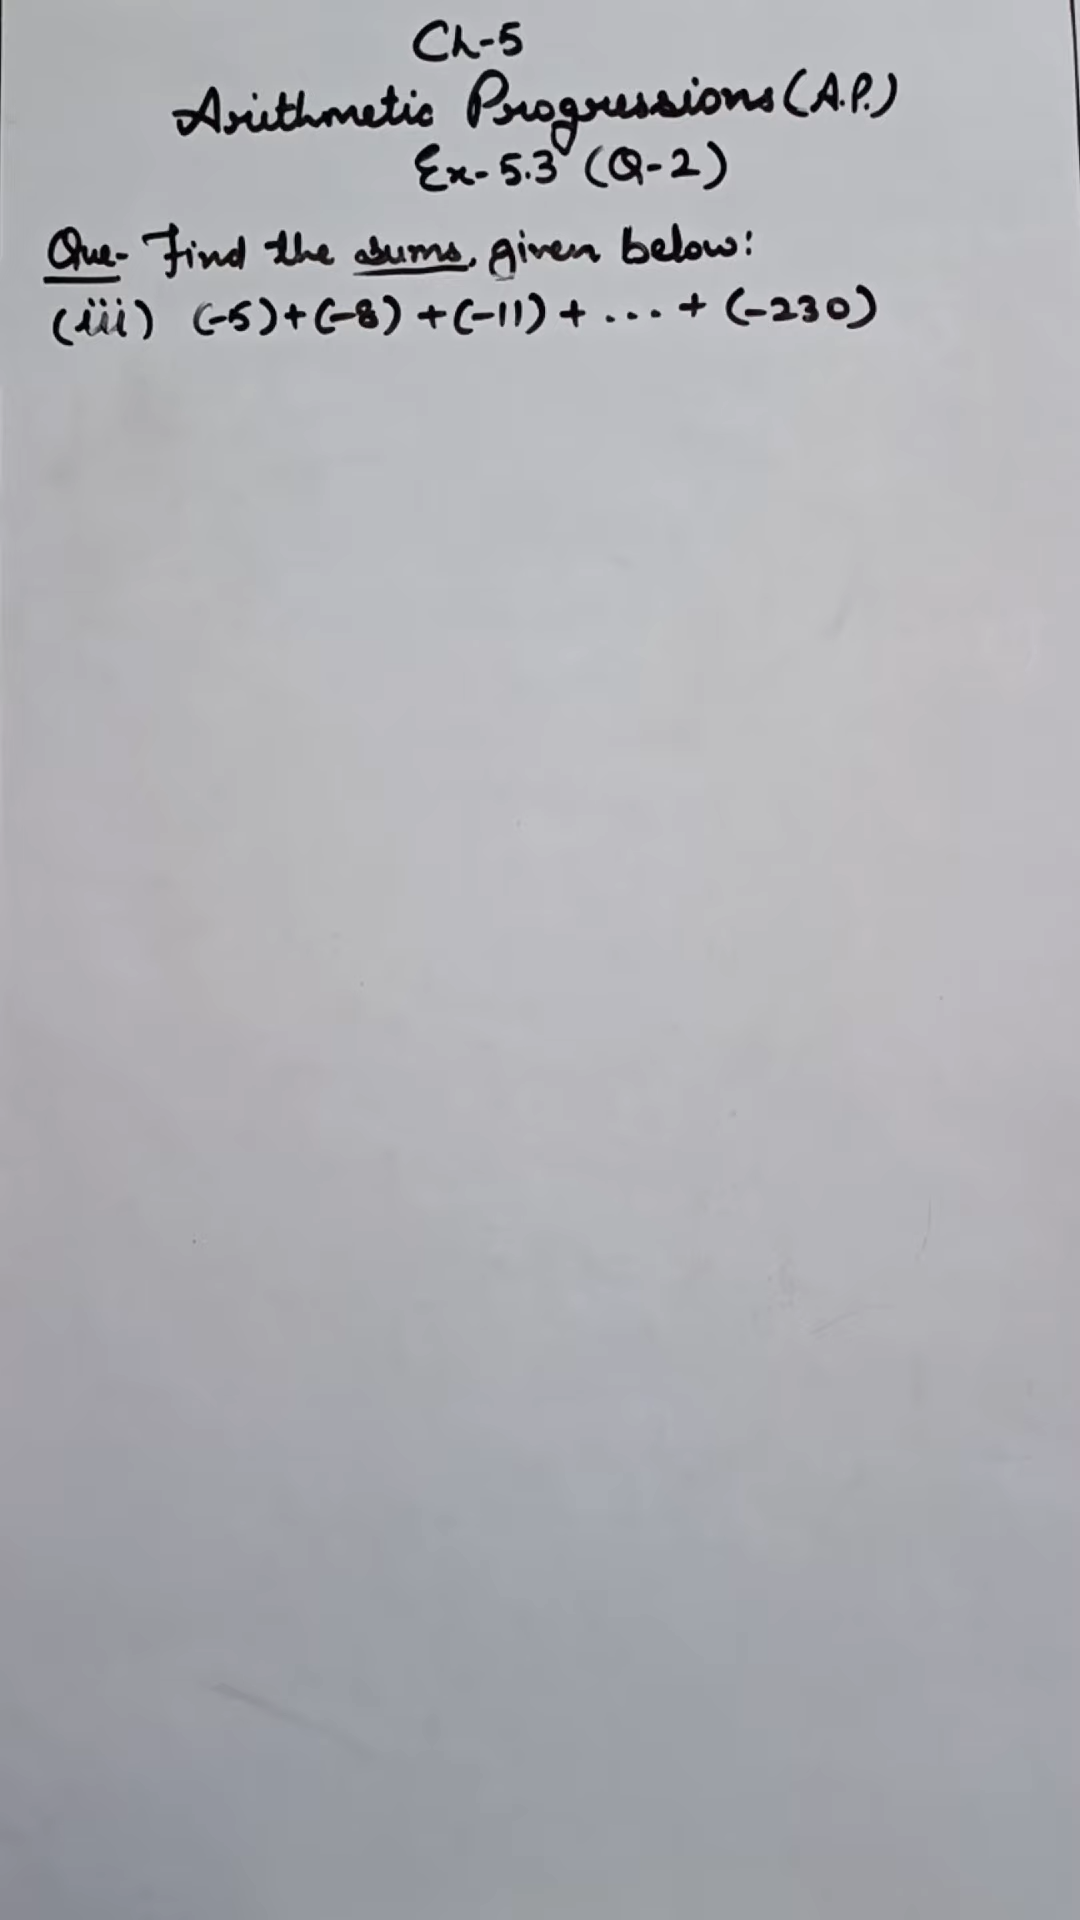 Ch-5
Arithmetic Progressions (A.P.)
Ex- 5.3 (Q-2)
Que- Find the sums given below:
(iii) (-5)+(-8)+(-11)+...+(-230)